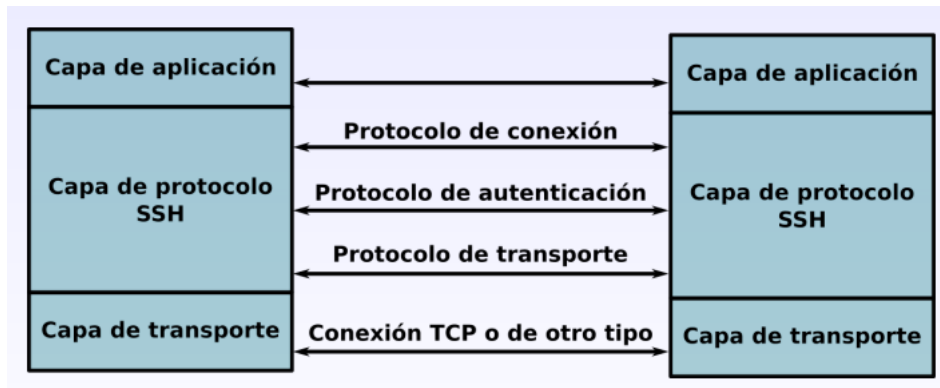 Capa de aplicación
Capa de protocolo
SSH
Capa de transporte
Protocolo de conexión
Protocolo de autenticación
Protocolo de transporte
Conexión TCP o de otro tipo
Capa de aplicación
Capa de protocolo
SSH
Capa de transporte